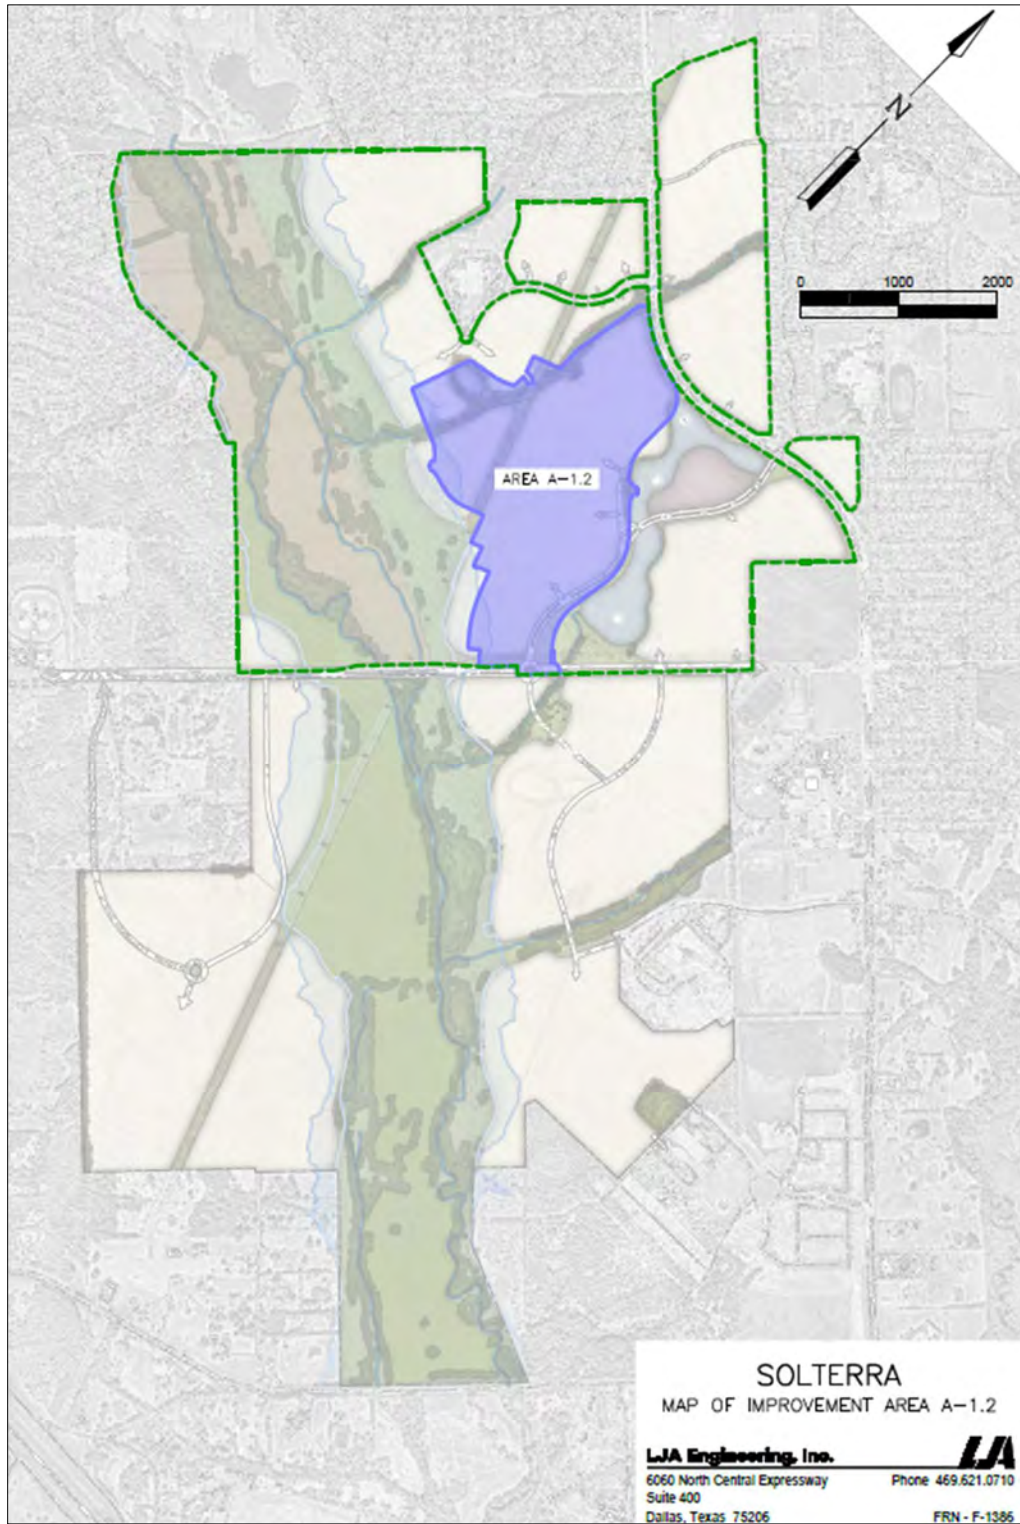 N
0 1000 2000
AREA A-1.2
SOLTERRA
MAP OF IMPROVEMENT AREA A-1.2
LJA Engineering, Inc.
LJA
6060 North Central Expressway Phone 469.621.0710
Suite 400
Dallas, Texas 75206 FRN - F-1386